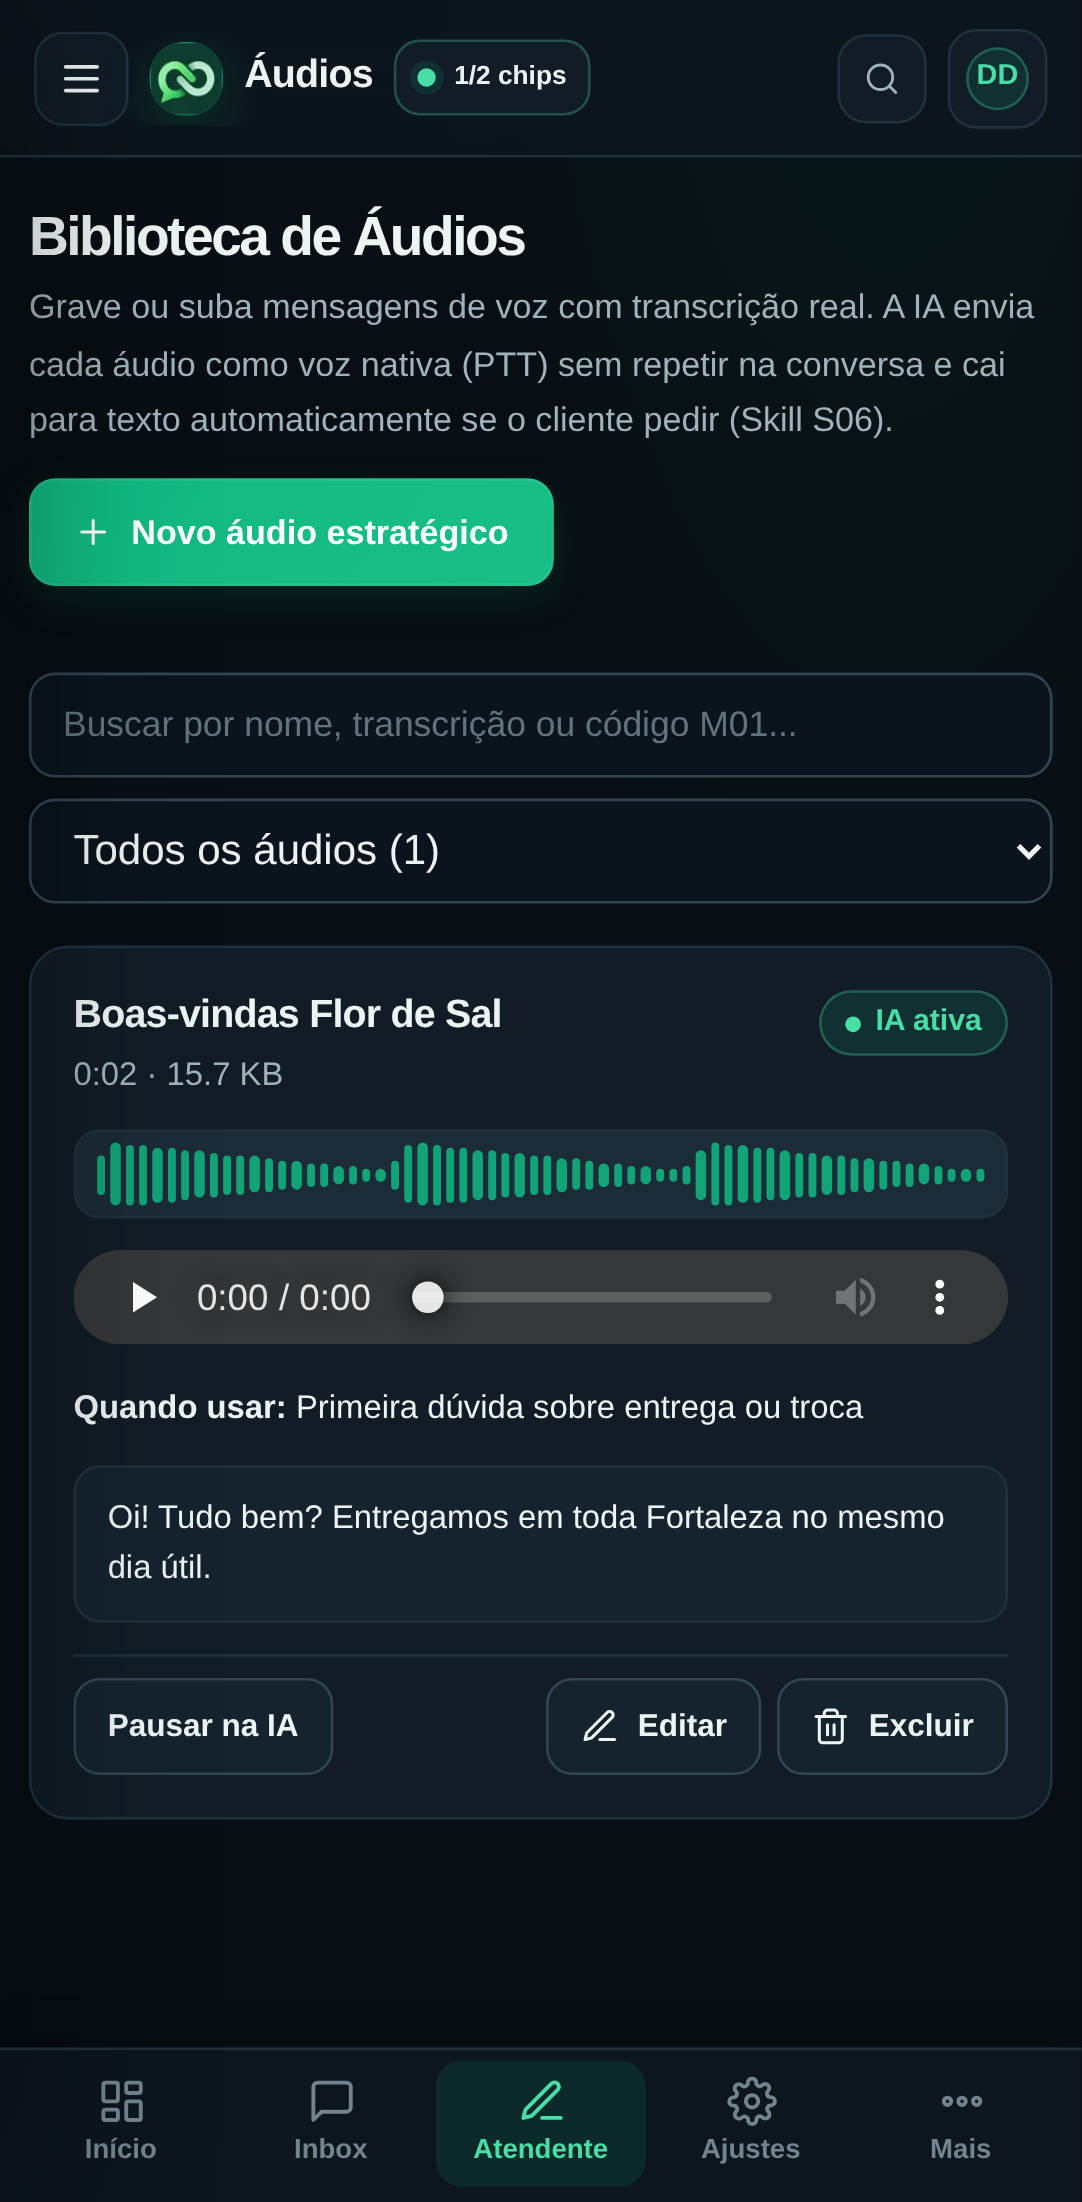 Áudios
1/2 chips
DD
Biblioteca de Áudios
Grave ou suba mensagens de voz com transcrição real. A IA envia
cada áudio como voz nativa (PTT) sem repetir na conversa e cai
para texto automaticamente se o cliente pedir (Skill S06).
Novo áudio estratégico
Buscar por nome, transcrição ou código M01...
Todos os áudios (1)
Boas-vindas Flor de Sal
IA ativa
0:02 · 15.7 KB
0:00 / 0:00
Quando usar: Primeira dúvida sobre entrega ou troca
Oi! Tudo bem? Entregamos em toda Fortaleza no mesmo
dia útil.
Pausar na IA
Editar
Excluir
Início
Inbox
Atendente
Ajustes
Mais